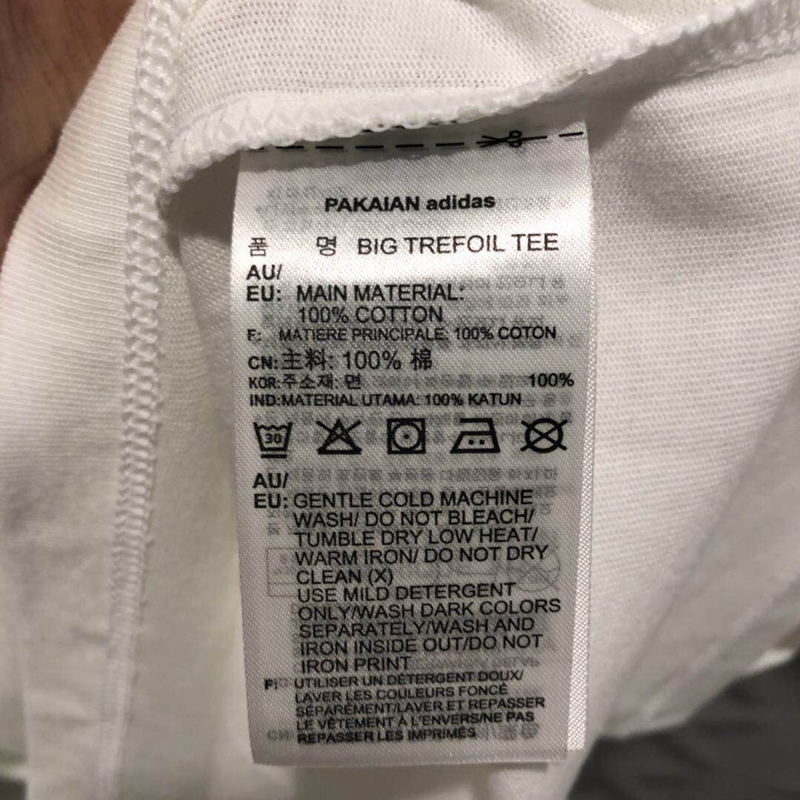 PAKAIAN adidas
품 명 BIG TREFOIL TEE
AU/
EU: MAIN MATERIAL:
100% COTTON
F: MATIERE PRINCIPALE: 100% COTON
CN:主料: 100% 棉
KOR:주소재: 면 100%
IND:MATERIAL UTAMA: 100% KATUN
30
AU/
EU: GENTLE COLD MACHINE
WASH/ DO NOT BLEACH/
TUMBLE DRY LOW HEAT/
WARM IRON/ DO NOT DRY
CLEAN (X)
USE MILD DETERGENT
ONLY/WASH DARK COLORS
SEPARATELY/WASH AND
IRON INSIDE OUT/DO NOT
IRON PRINT
F: UTILISER UN DÉTERGENT DOUX/
LAVER LES COULEURS FONCÉ
SÉPARÉMENT/LAVER ET REPASSER
LE VÊTEMENT À L'ENVERS/NE PAS
REPASSER LES IMPRIMÉS